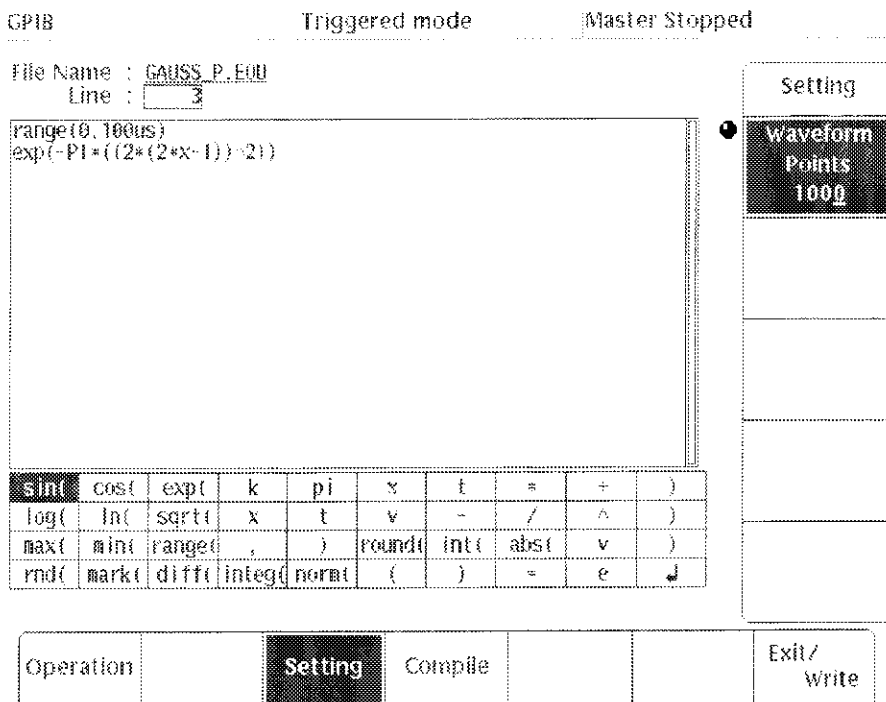 GPIB Triggered mode Master Stopped
File Name : GAUSS_P.EQU
Line : 3
Setting
range(0,100us)
exp(-PI*((2*(2*x-1))^2))
Waveform
Points
1000
sin( cos( exp( k pi
log( ln( sqrt( x t v - / ^ )
max( min( range( , ) round( int( abs( v )
rnd( mark( diff( integ( norm( ( ) = e ↲
Operation Setting Compile Exit/
Write